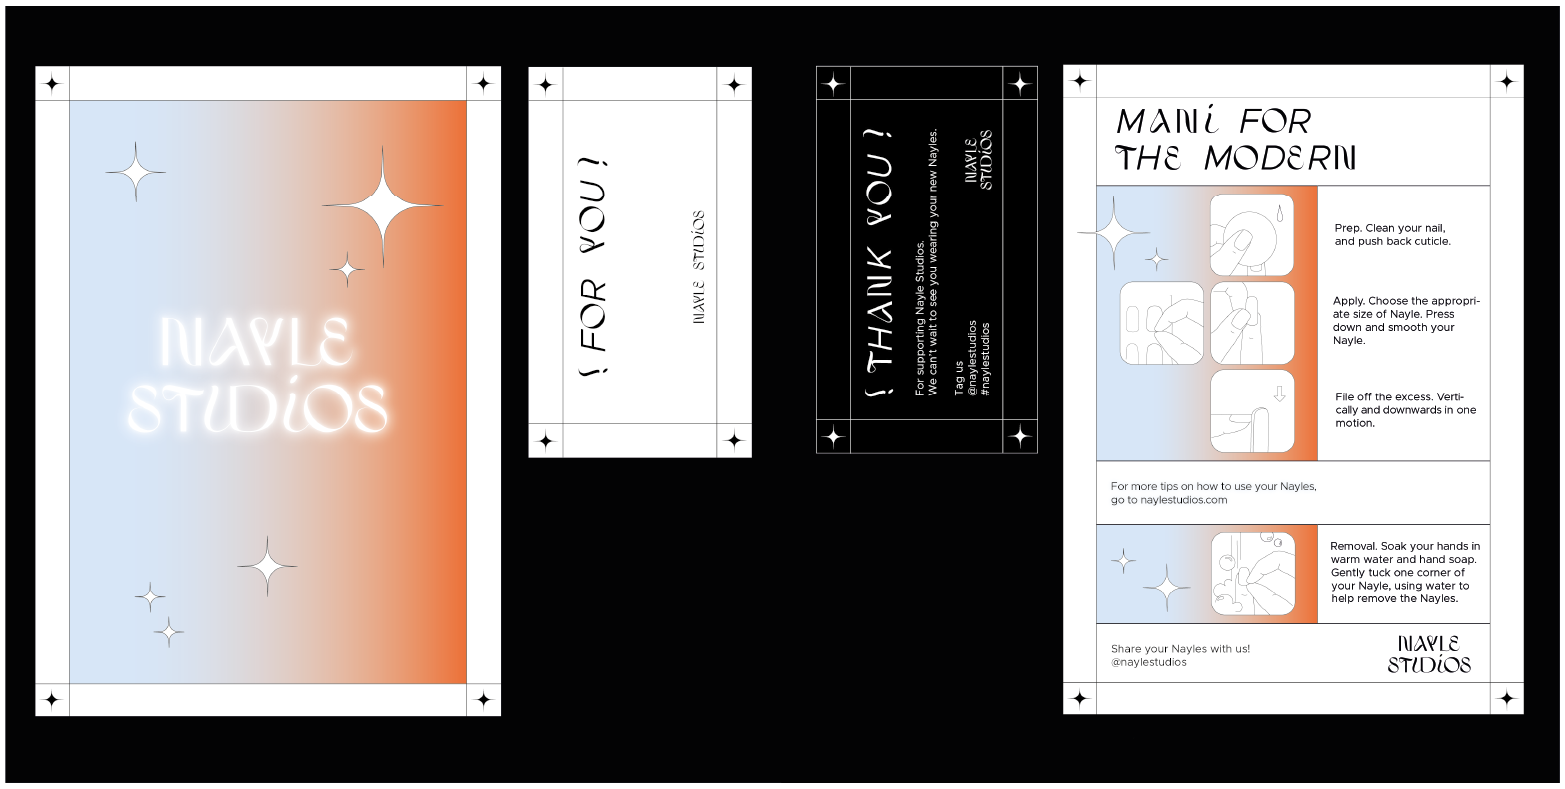 NAYLE
STUDiOS
{ FOR YOU }
NAYLE STUDiOS
{ THANK YOU }
For supporting Nayle Studios.
We can't wait to see you wearing your new Nayles.
Tag us
@naylestudios
#naylestudios
NAYLE
STUDiOS
MANi FOR
THE MODERN
Prep. Clean your nail,
and push back cuticle.
Apply. Choose the appropri-
ate size of Nayle. Press
down and smooth your
Nayle.
File off the excess. Verti-
cally and downwards in one
motion.
For more tips on how to use your Nayles,
go to naylestudios.com
Removal. Soak your hands in
warm water and hand soap.
Gently tuck one corner of
your Nayle, using water to
help remove the Nayles.
Share your Nayles with us!
@naylestudios
NAYLE
STUDiOS